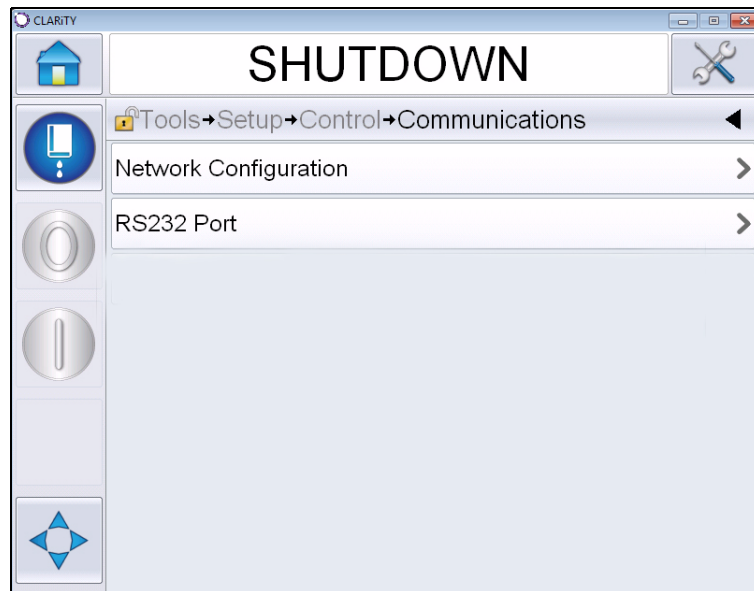 CLARiTY
SHUTDOWN
Tools→Setup→Control→Communications
Network Configuration
RS232 Port